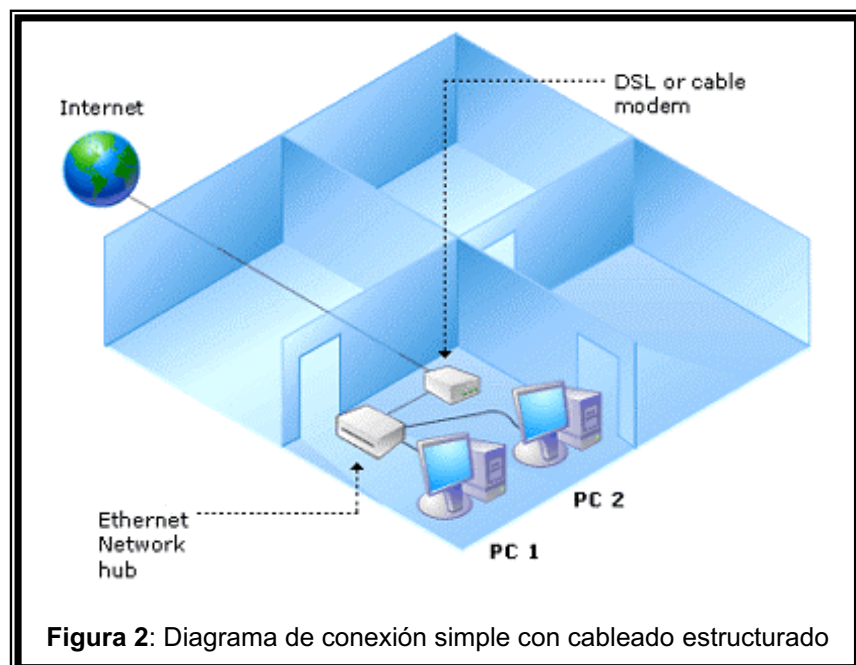 Internet
DSL or cable
modem
Ethernet
Network
hub
PC 2
PC 1
Figura 2: Diagrama de conexión simple con cableado estructurado